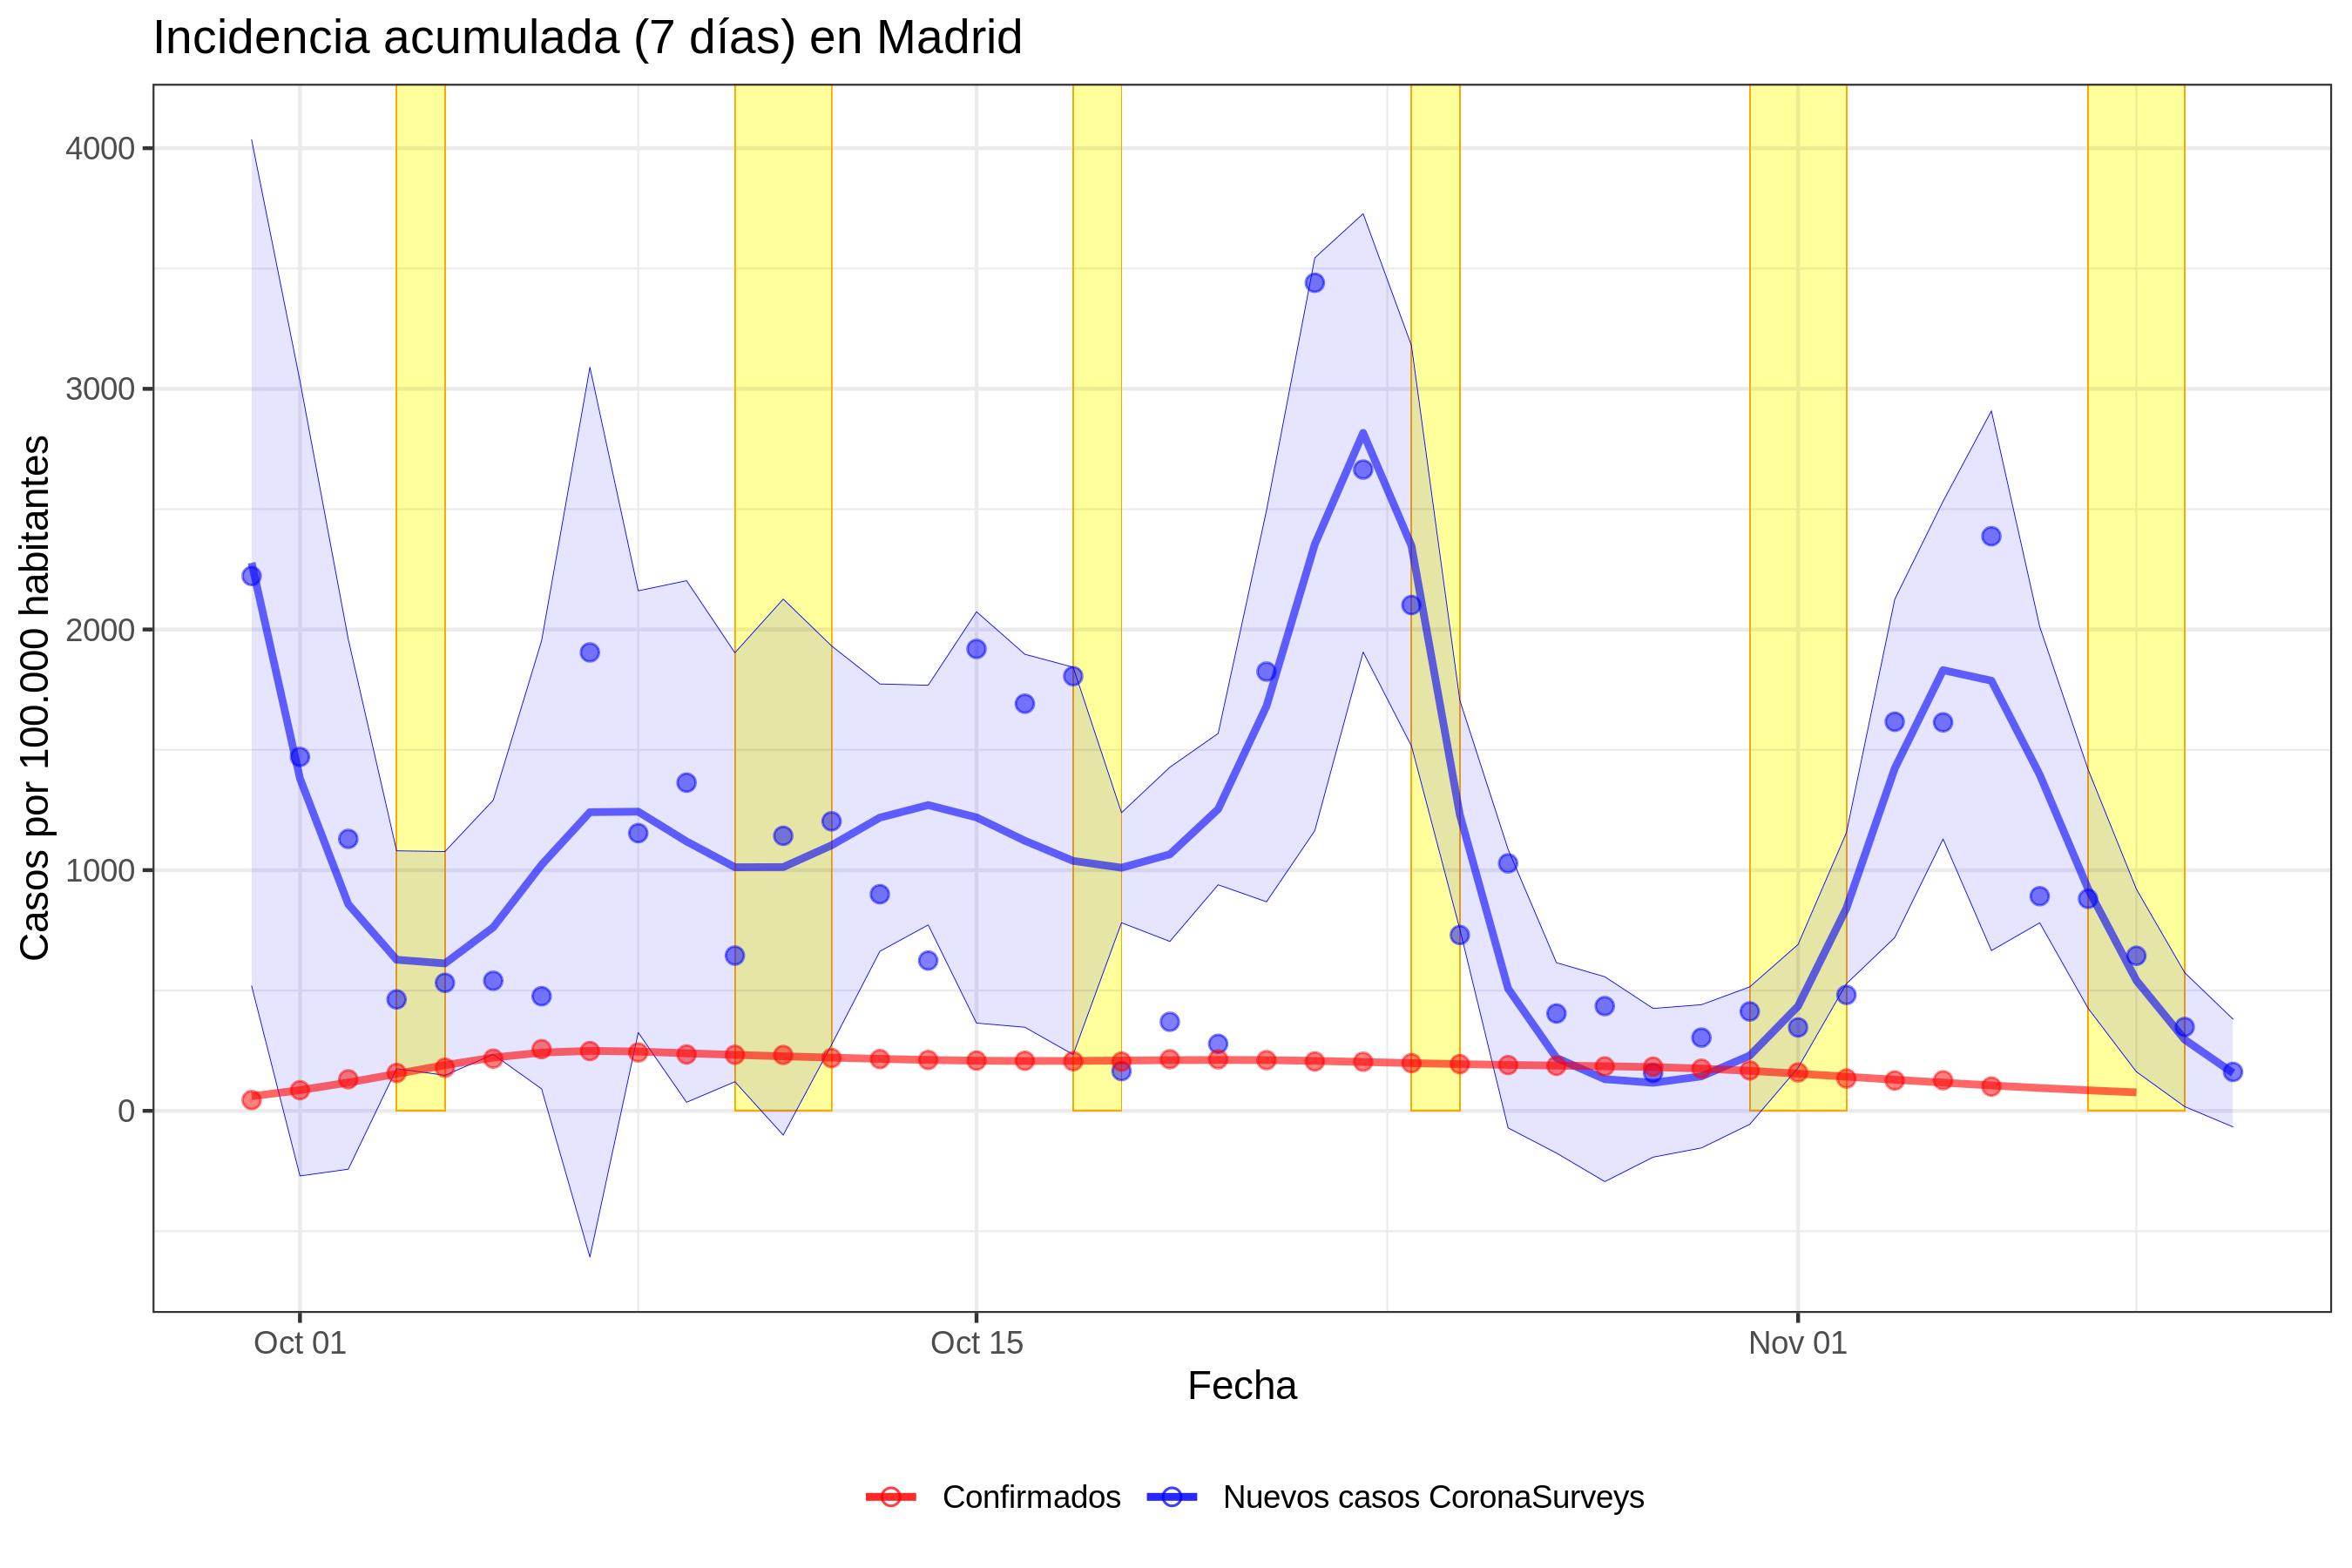 Incidencia acumulada (7 días) en Madrid
Casos por 100.000 habitantes
4000
3000
2000
1000
0
Oct 01
Oct 15
Nov 01
Fecha
Confirmados
Nuevos casos CoronaSurveys